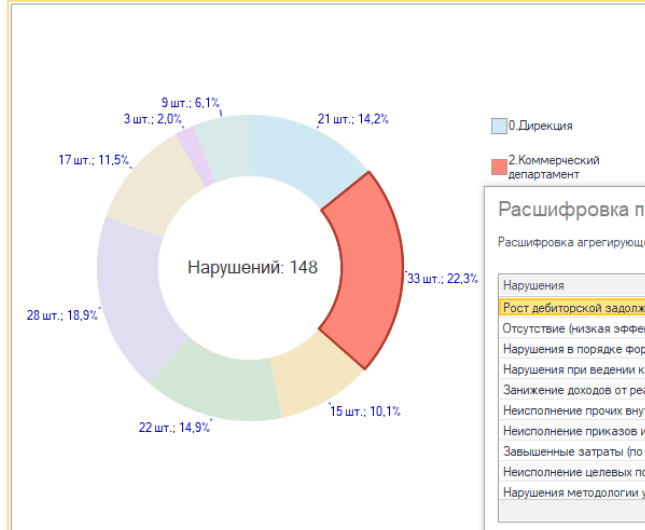 9 шт.; 6,1%
3 шт.; 2,0%
21 шт.; 14,2%
17 шт.; 11,5%
Нарушений: 148
33 шт.; 22,3%
28 шт.; 18,9%
15 шт.; 10,1%
22 шт.; 14,9%
0.Дирекция
2.Коммерческий
департамент
Расшифровка п
Расшифровка агрегирующе
Нарушения
Рост дебиторской задолж
Отсутствие (низкая эффе
Нарушения в порядке фор
Нарушения при ведении к
Занижение доходов от реа
Неисполнение прочих вну
Неисполнение приказов и
Завышенные затраты (по
Неисполнение целевых по
Нарушения методологии у